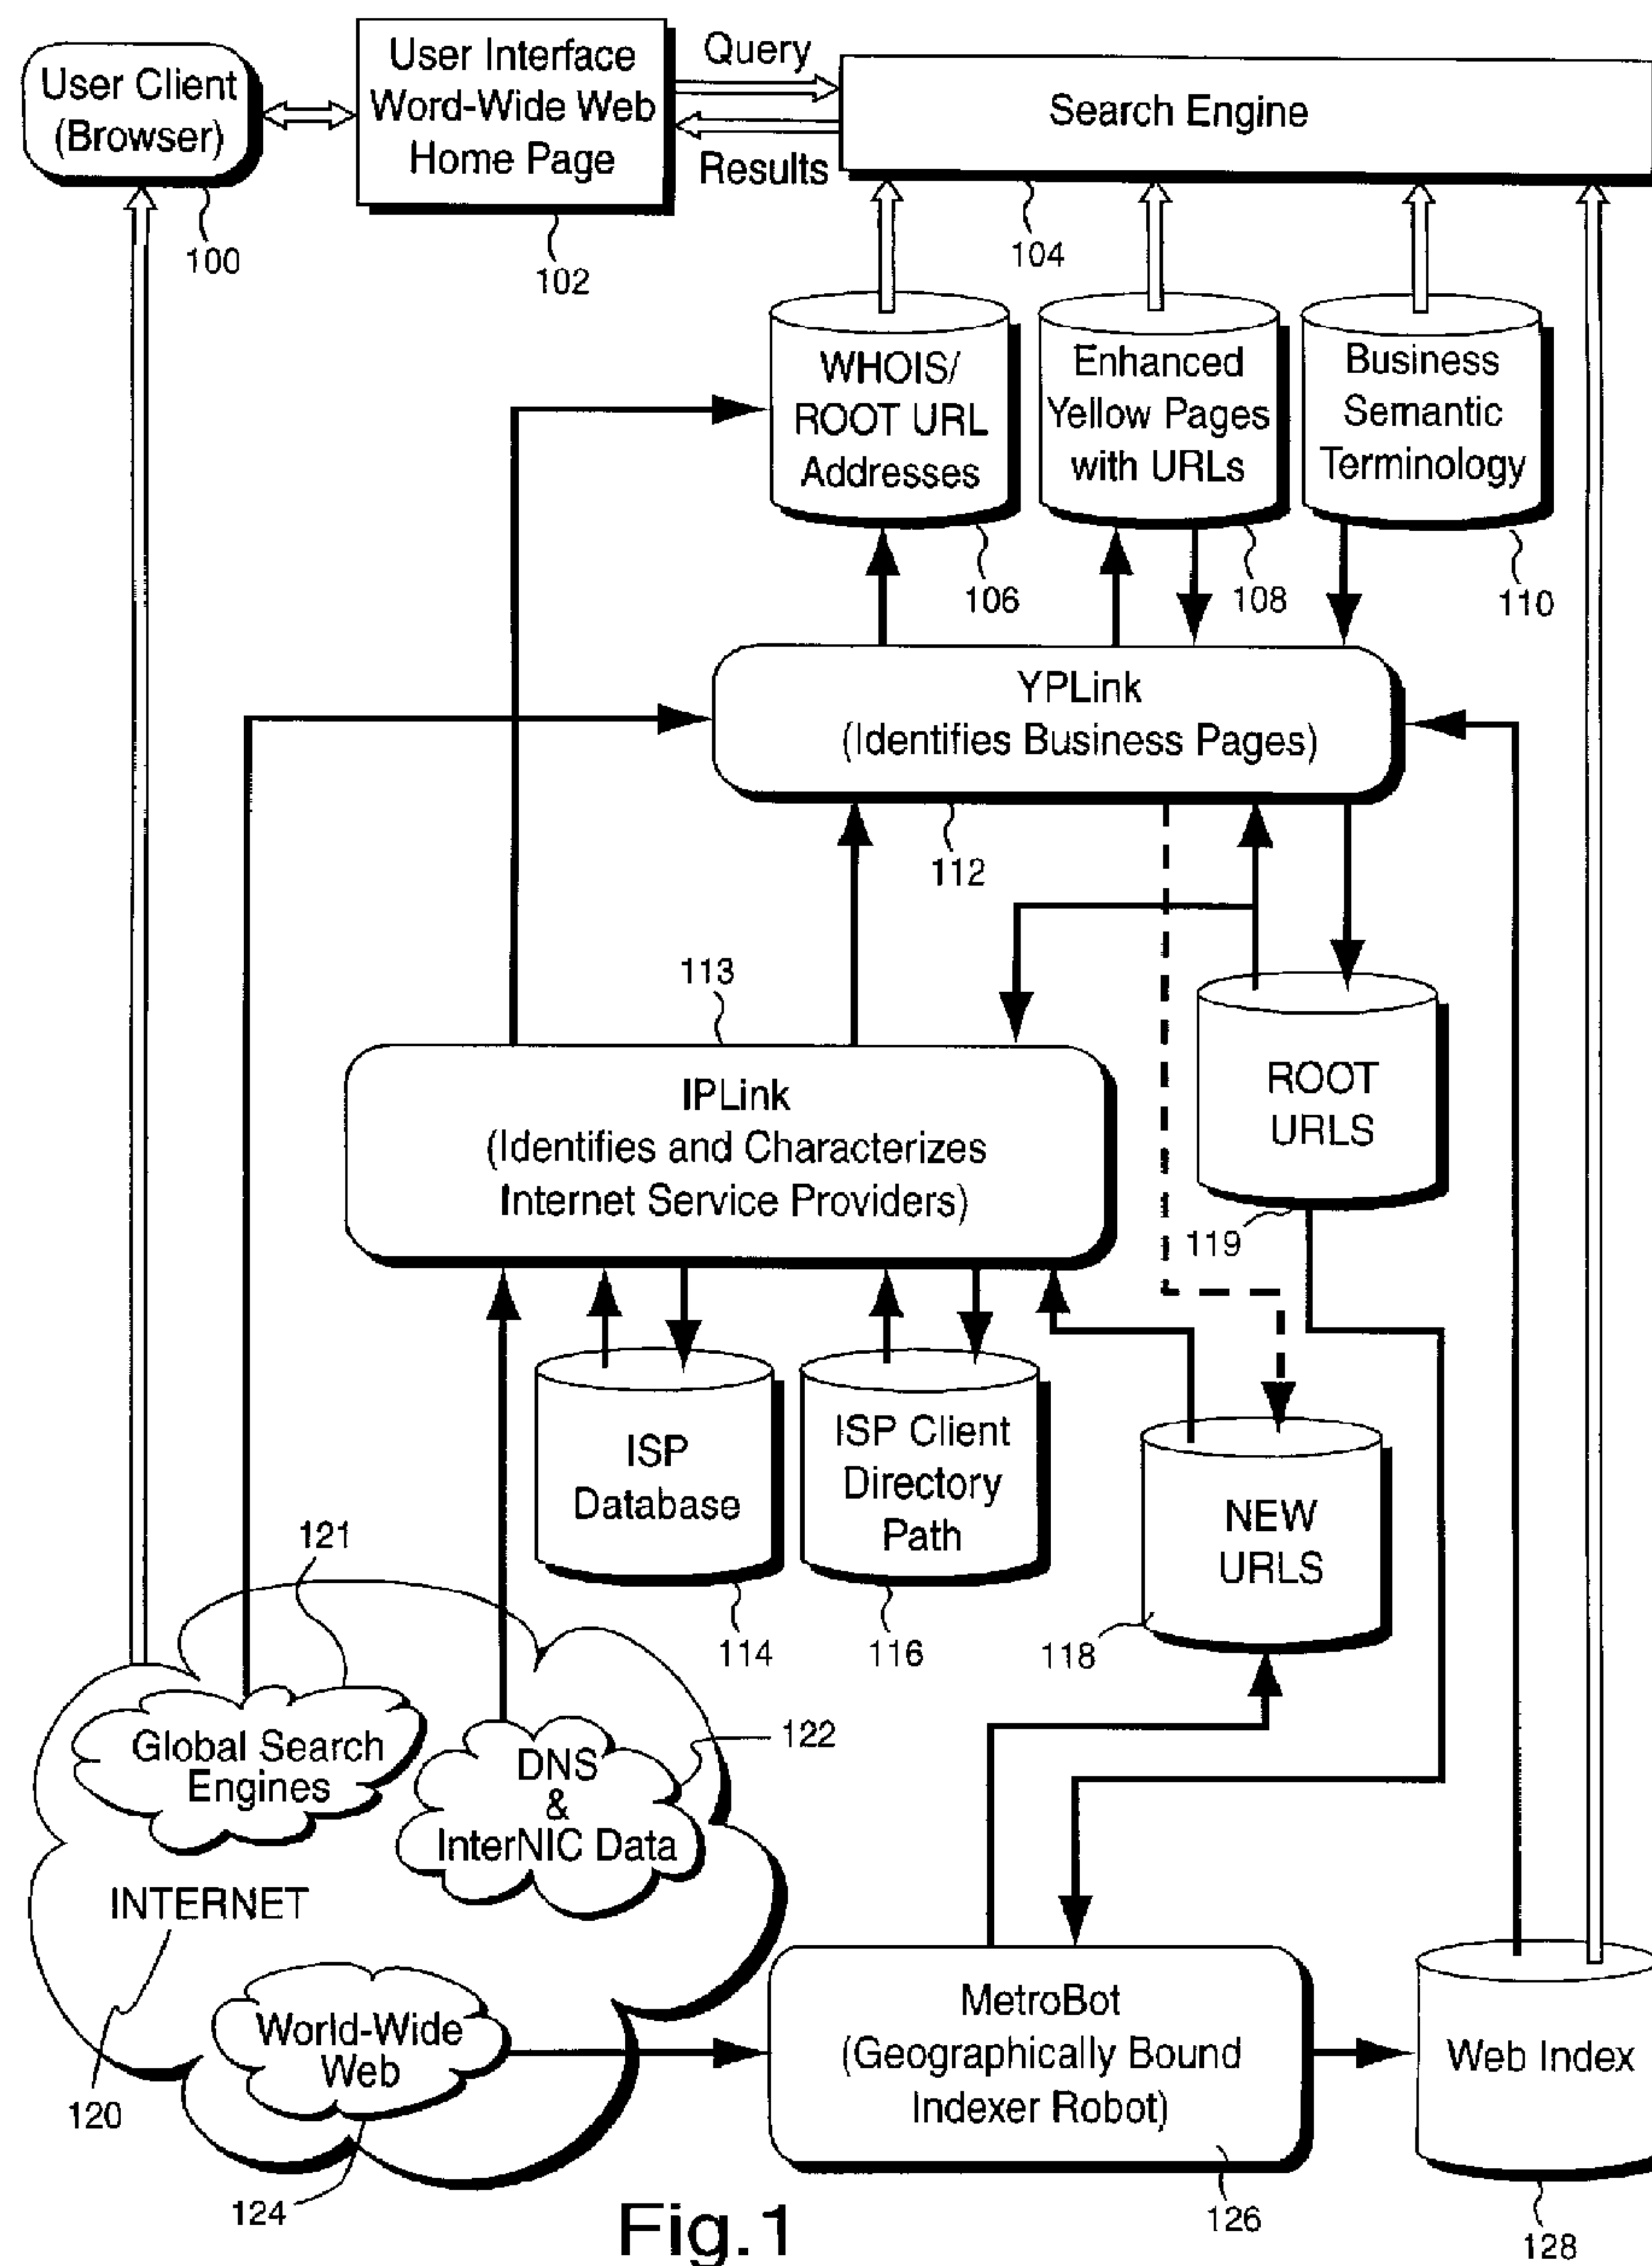 User Client
(Browser)
100
User Interface
Word-Wide Web
Home Page
102
Query
Results
Search Engine
104
WHOIS/
ROOT URL
Addresses
106
Enhanced
Yellow Pages
with URLs
108
Business
Semantic
Terminology
110
YPLink
(Identifies Business Pages)
112
113
IPLink
(Identifies and Characterizes
Internet Service Providers)
ROOT
URLS
119
ISP
Database
114
ISP Client
Directory
Path
116
NEW
URLS
118
121
Global Search
Engines
122
DNS
&
InterNIC Data
INTERNET
120
World-Wide
Web
124
MetroBot
(Geographically Bound
Indexer Robot)
126
Web Index
128
Fig.1